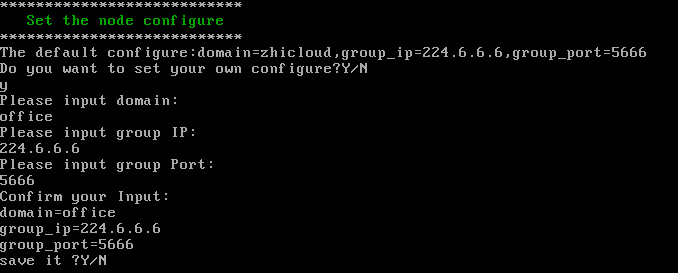 ****************************
Set the node configure
****************************
The default configure:domain=zhicloud,group_ip=224.6.6.6,group_port=5666
Do you want to set your own configure?Y/N
y
Please input domain:
office
Please input group IP:
224.6.6.6
Please input group Port:
5666
Confirm your Input:
domain=office
group_ip=224.6.6.6
group_port=5666
save it ?Y/N